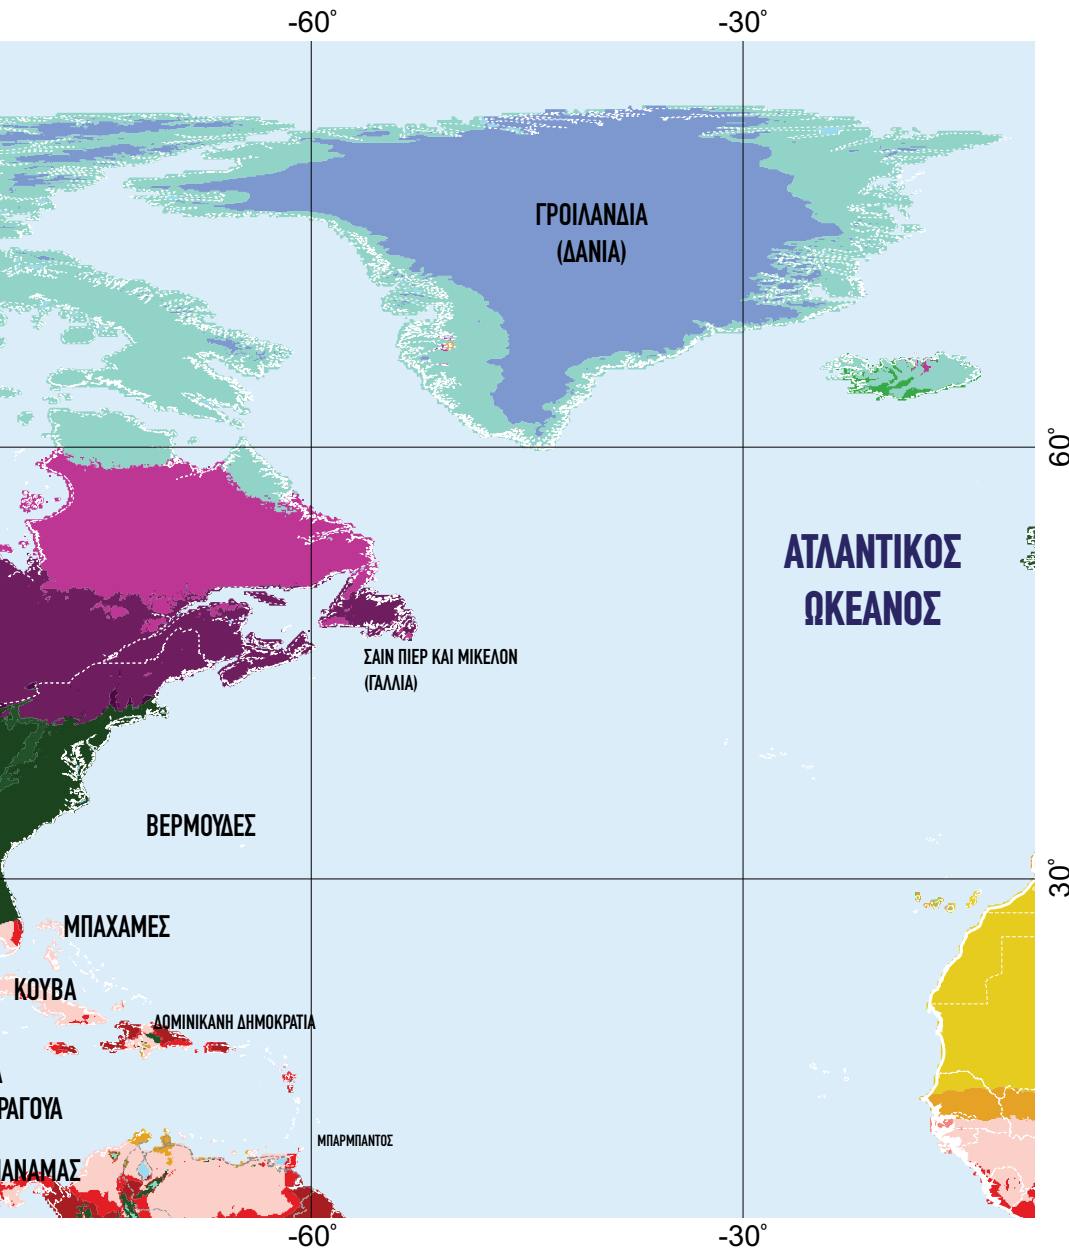 -60°
-30°
ΓΡΟΙΛΑΝΔΙΑ
(ΔΑΝΙΑ)
60°
ΑΤΛΑΝΤΙΚΟΣ
ΩΚΕΑΝΟΣ
ΣΑΙΝ ΠΙΕΡ ΚΑΙ ΜΙΚΕΛΟΝ
(ΓΑΛΛΙΑ)
ΒΕΡΜΟΥΔΕΣ
30°
ΜΠΑΧΑΜΕΣ
ΚΟΥΒΑ
ΔΟΜΙΝΙΚΑΝΗ ΔΗΜΟΚΡΑΤΙΑ
Α
ΡΑΓΟΥΑ
ΜΠΑΡΜΠΑΝΤΟΣ
ΑΝΑΜΑΣ
-60°
-30°